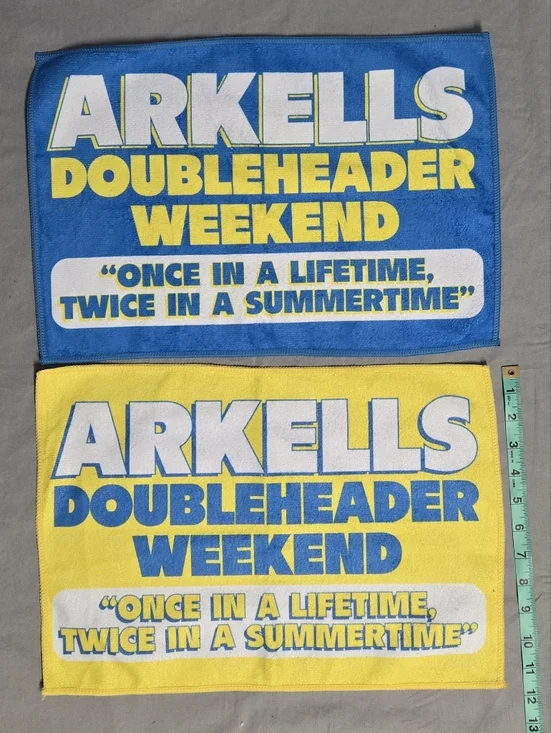 ARKELLS
DOUBLEHEADER
WEEKEND
“ONCE IN A LIFETIME,
TWICE IN A SUMMERTIME”
ARKELLS
DOUBLEHEADER
WEEKEND
“ONCE IN A LIFETIME,
TWICE IN A SUMMERTIME”
1
2
3
4
5
6
7
8
9
10
11
12
13